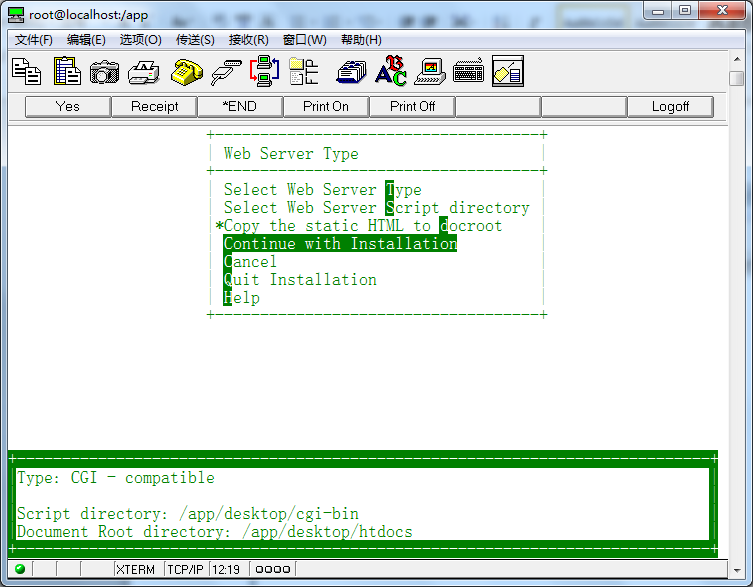 root@localhost:/app
文件(F) 编辑(E) 选项(O) 传送(S) 接收(R) 窗口(W) 帮助(H)
Yes Receipt *END Print On Print Off Logoff
Web Server Type
Select Web Server Type
Select Web Server Script directory
*Copy the static HTML to docroot
Continue with Installation
Cancel
Quit Installation
Help
Type: CGI - compatible
Script directory: /app/desktop/cgi-bin
Document Root directory: /app/desktop/htdocs
XTERM TCP/IP 12:19